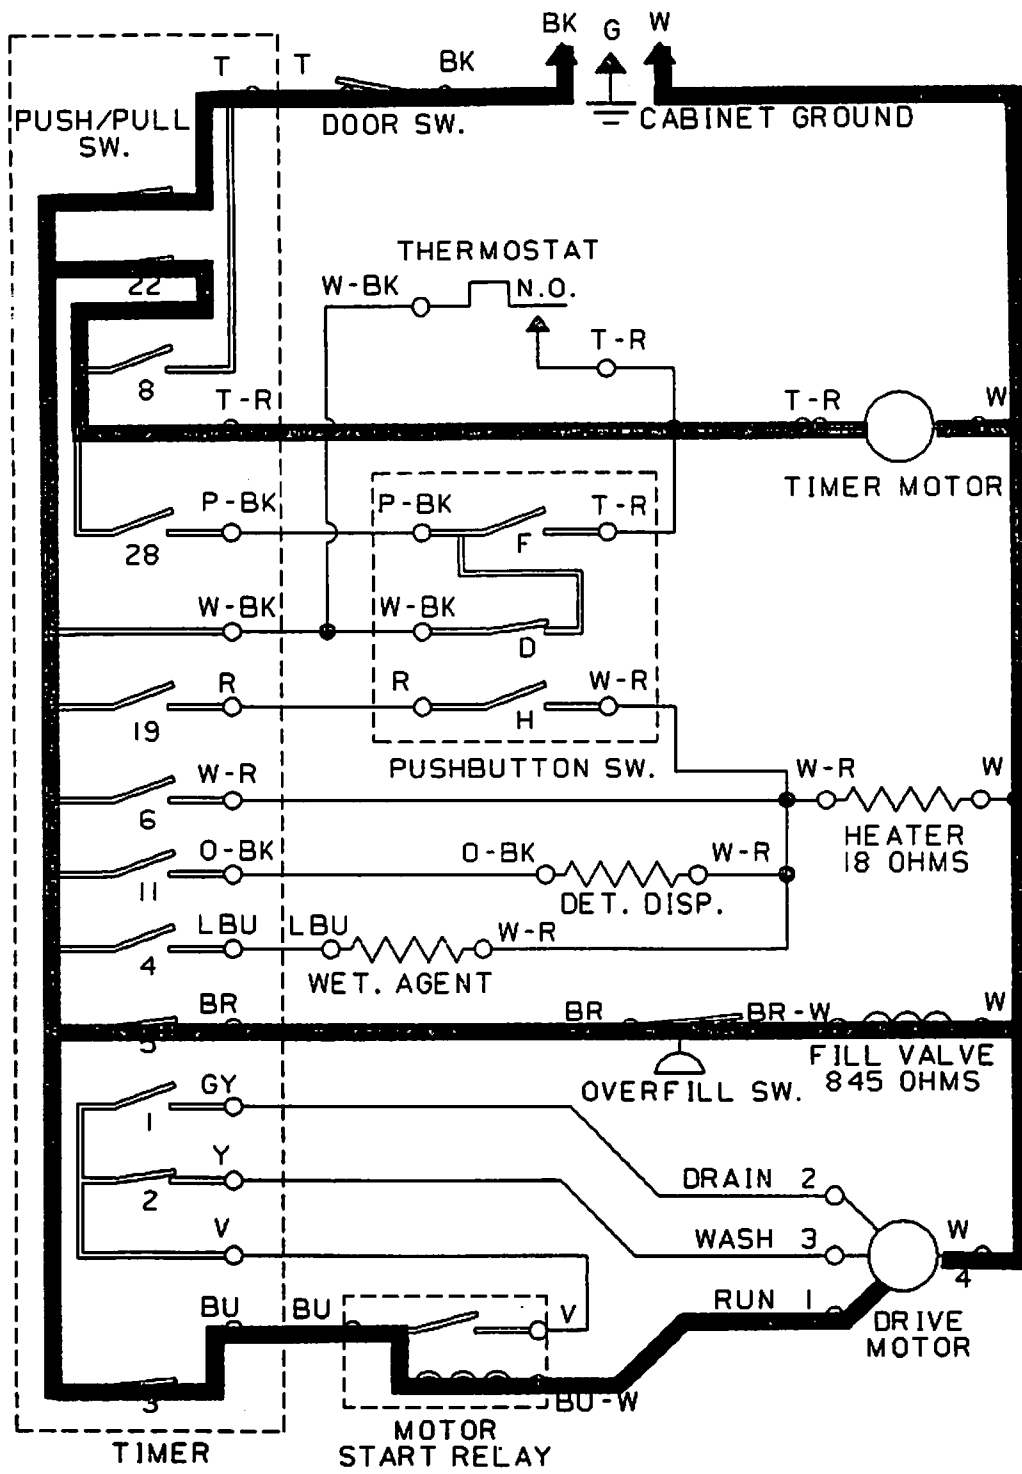 BK G W
T T BK
PUSH/PULL
SW.
DOOR SW.
CABINET GROUND
THERMOSTAT
22
W-BK N.O.
T-R
8
T-R T-R W
TIMER MOTOR
P-BK P-BK T-R
28 F
W-BK W-BK
D
R R W-R
19 H
PUSHBUTTON SW.
W-R W-R W
6
HEATER
18 OHMS
O-BK O-BK W-R
11
DET. DISP.
LBU LBU W-R
4
WET. AGENT
BR BR BR-W W
5
FILL VALVE
845 OHMS
OVERFILL SW.
GY
1
Y
2
DRAIN 2
V
WASH 3 W
4
BU BU V
RUN 1
DRIVE
MOTOR
3
BU-W
MOTOR
START RELAY
TIMER